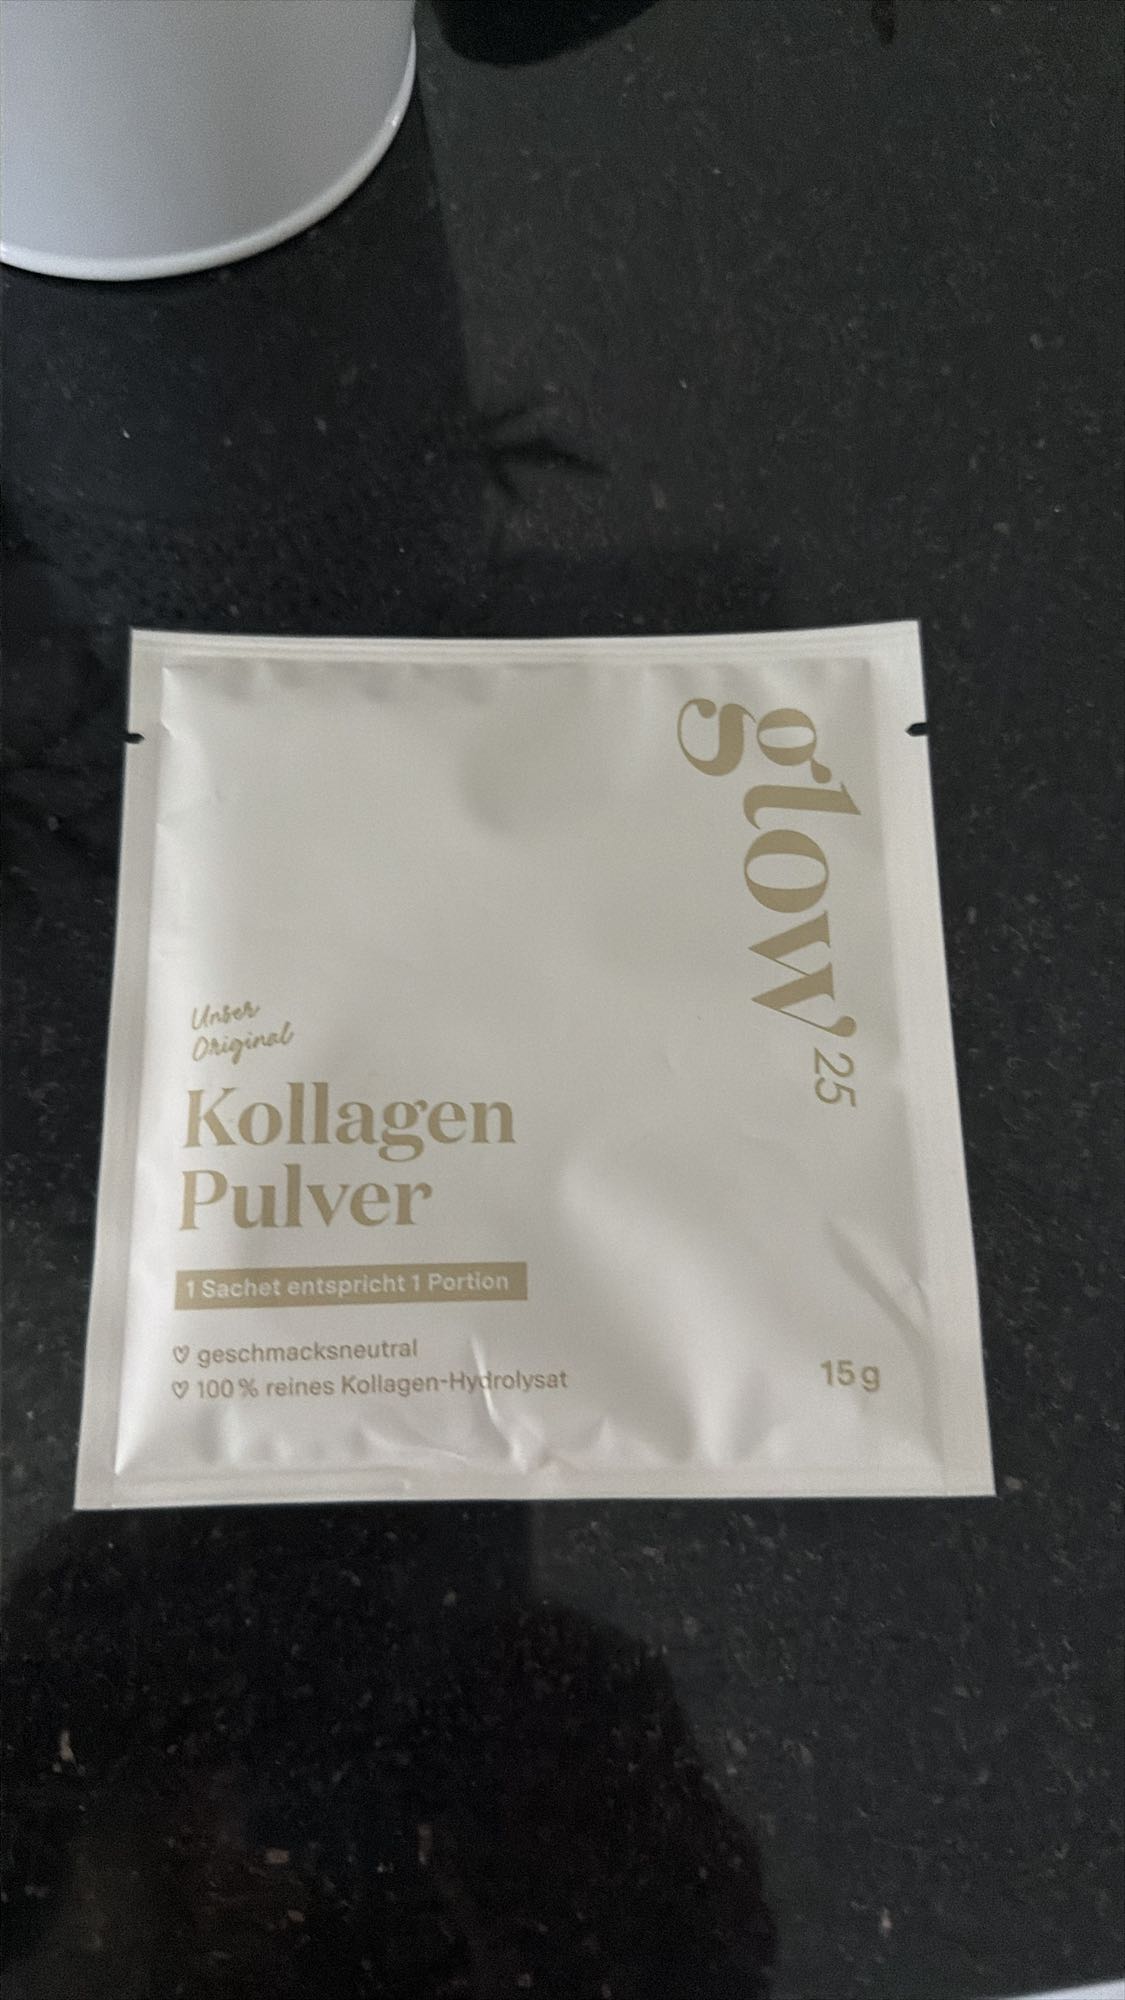 glow25
Unser
Original
Kollagen
Pulver
1 Sachet entspricht 1 Portion
♡ geschmacksneutral
♡ 100 % reines Kollagen-Hydrolysat
15 g